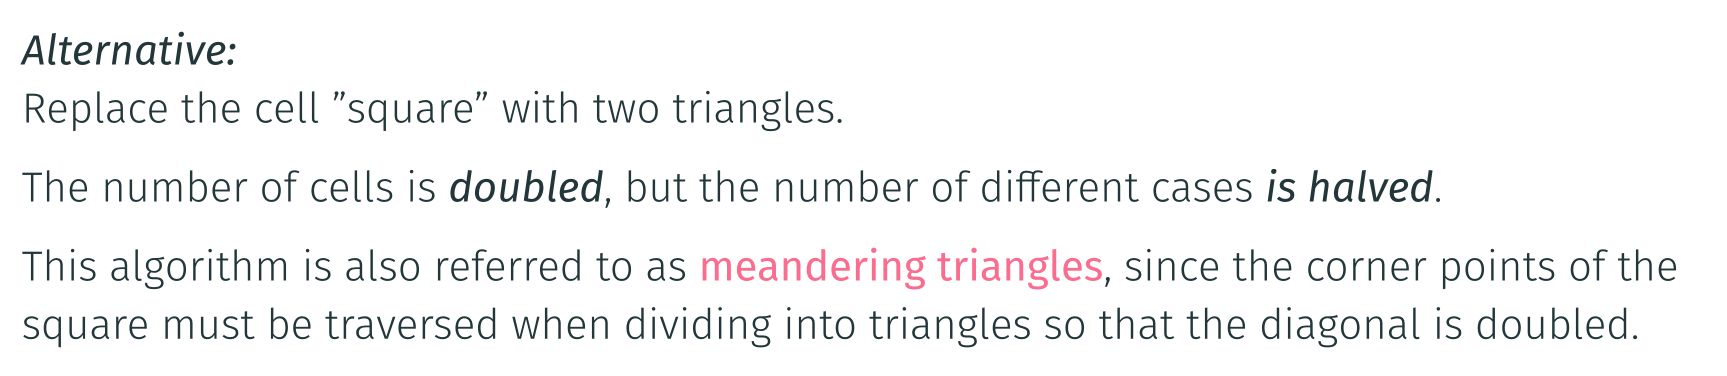 Alternative:
Replace the cell ”square” with two triangles.
The number of cells is doubled, but the number of different cases is halved.
This algorithm is also referred to as meandering triangles, since the corner points of the
square must be traversed when dividing into triangles so that the diagonal is doubled.